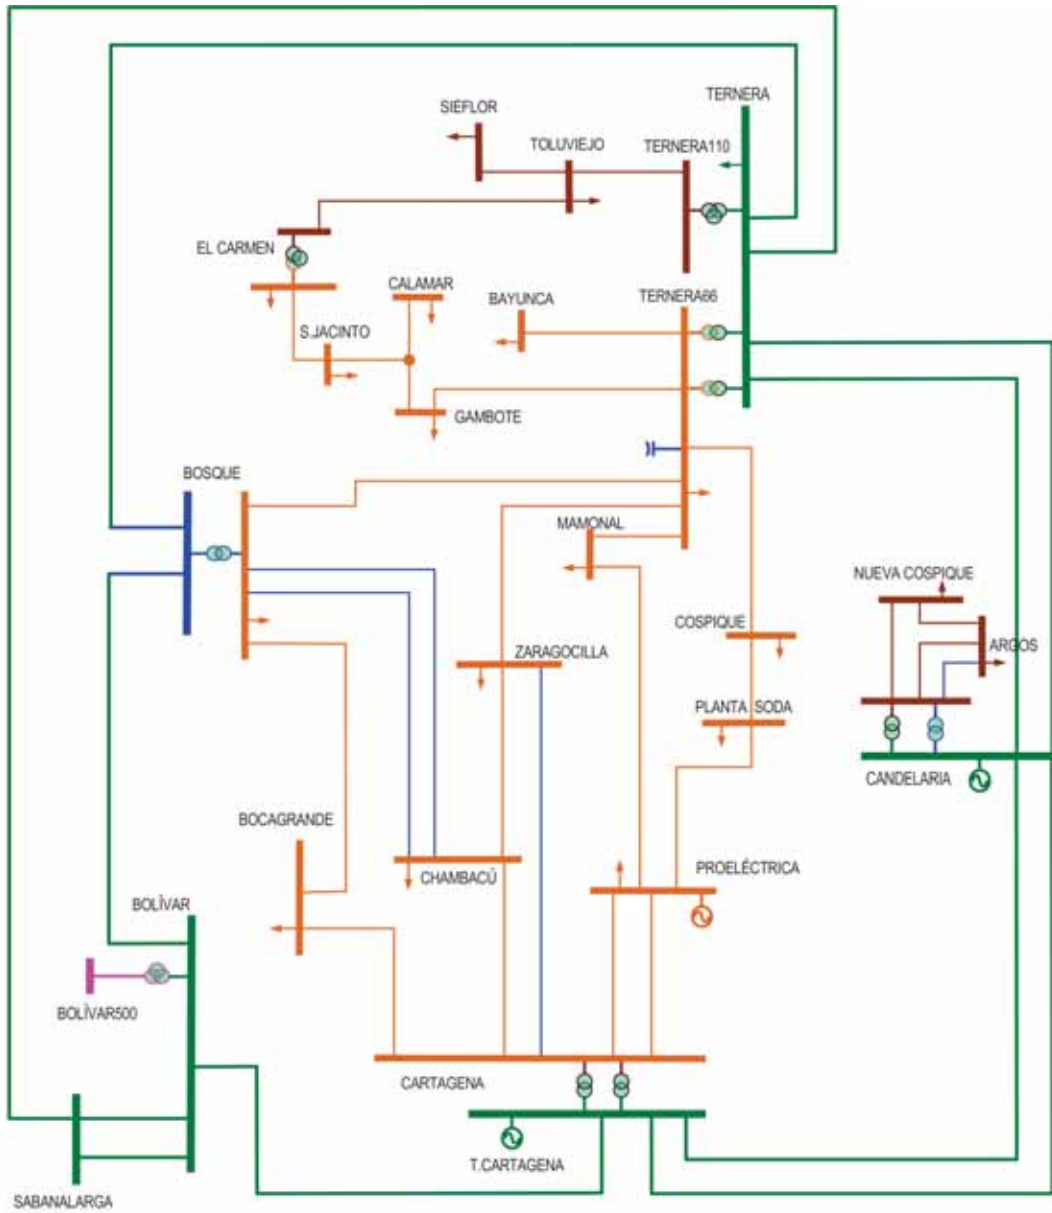 TERNERA
SIEFLOR
TOLUVIEJO
TERNERA110
EL CARMEN
CALAMAR
BAYUNCA
TERNERA66
S.JACINTO
GAMBOTE
BOSQUE
MAMONAL
NUEVA COSPIQUE
COSPIQUE
ARGOS
ZARAGOCILLA
PLANTA SODA
CANDELARIA
BOCAGRANDE
CHAMBACÚ
PROELÉCTRICA
BOLÍVAR
BOLÍVAR500
CARTAGENA
T.CARTAGENA
SABANALARGA